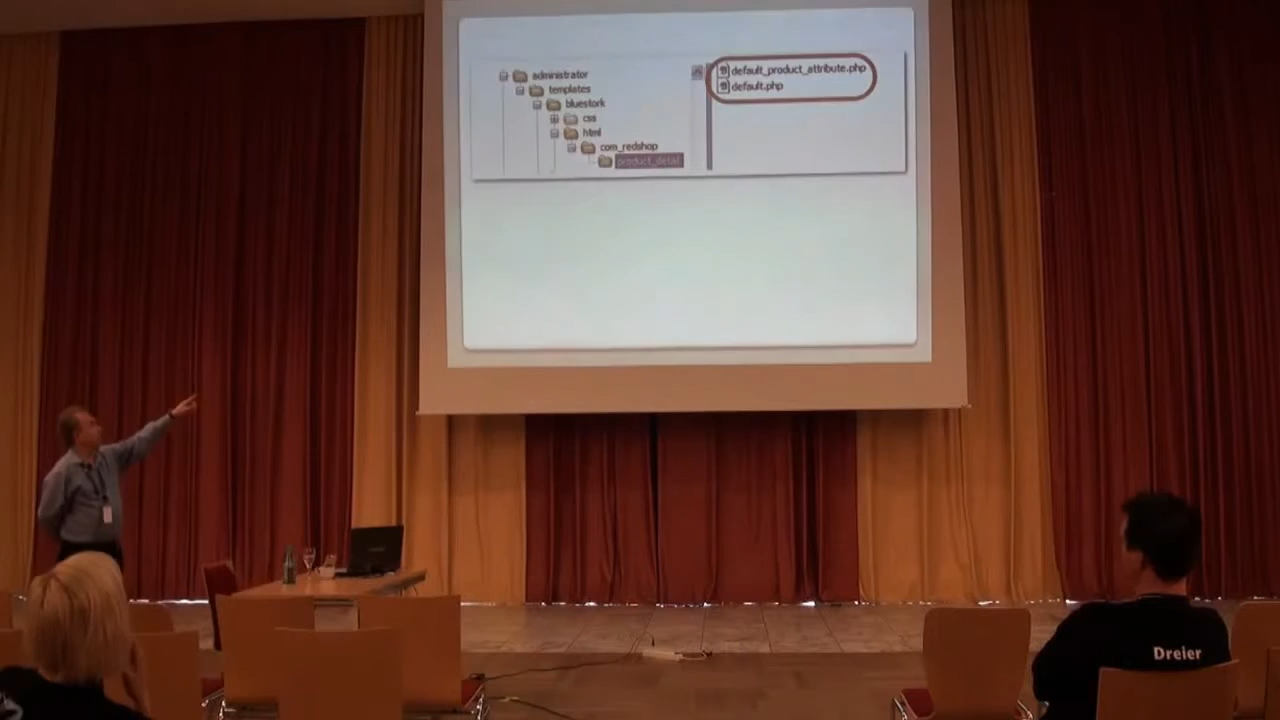 administrator
templates
bluestork
css
html
com_redshop
product_detail
default_product_attribute.php
default.php
Dreier